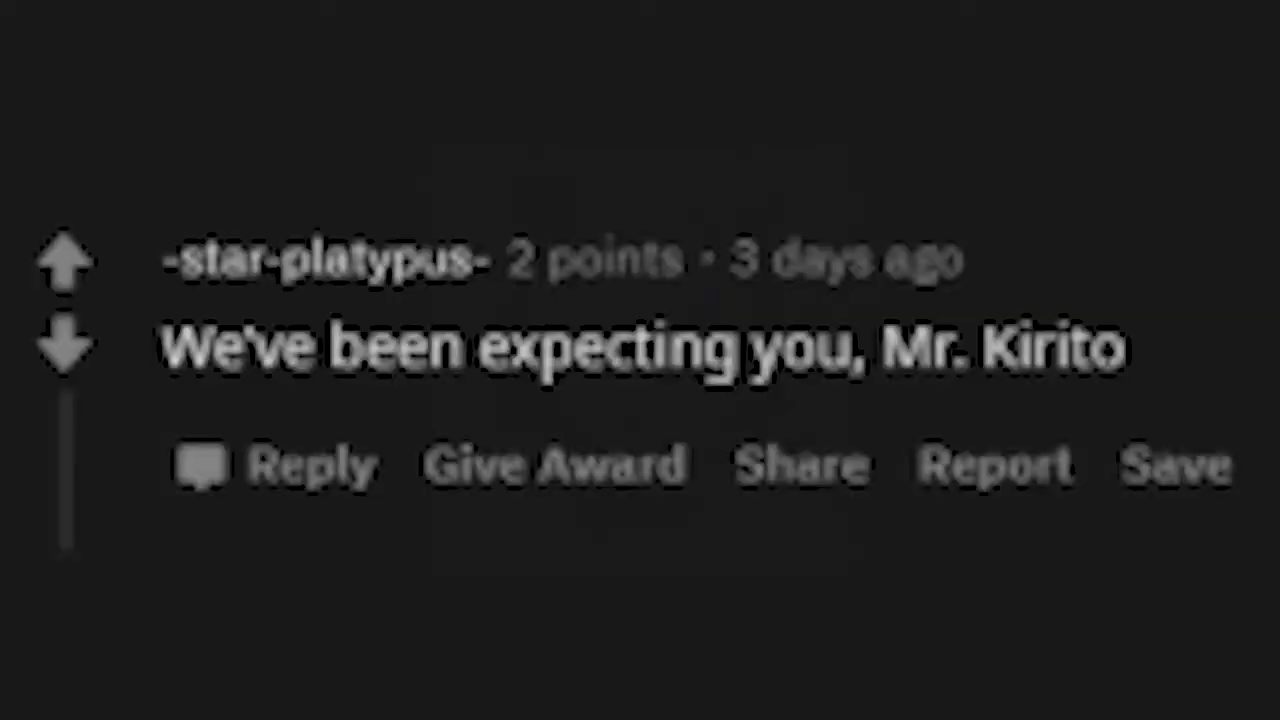 -star-platypus- 2 points · 3 days ago
We've been expecting you, Mr. Kirito
Reply Give Award Share Report Save